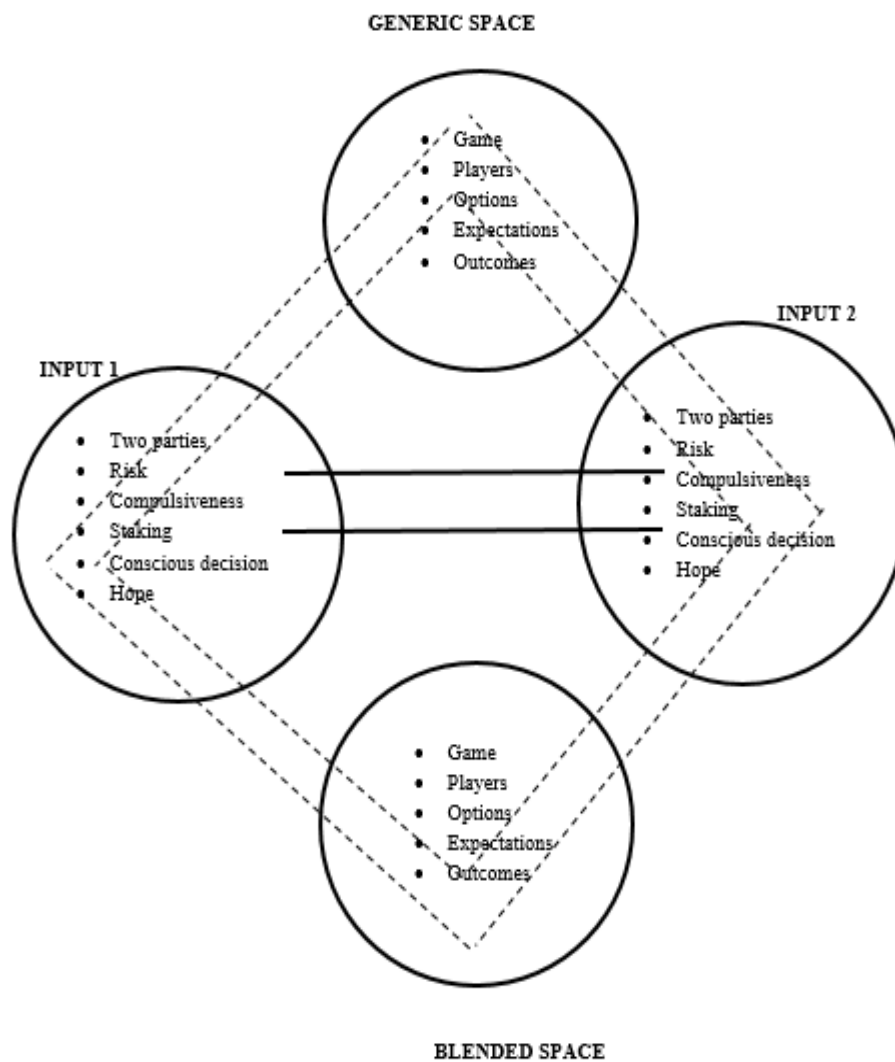 GENERIC SPACE
• Game
• Players
• Options
• Expectations
• Outcomes
INPUT 1
• Two parties
• Risk
• Compulsiveness
• Staking
• Conscious decision
• Hope
INPUT 2
• Two parties
• Risk
• Compulsiveness
• Staking
• Conscious decision
• Hope
• Game
• Players
• Options
• Expectations
• Outcomes
BLENDED SPACE